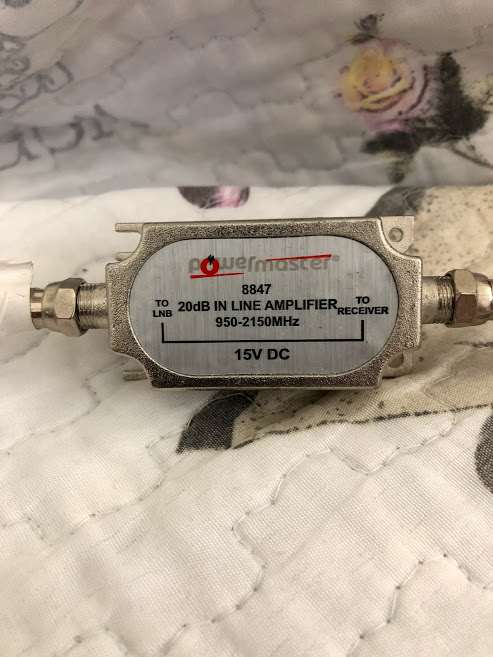 powermaster
8847
TO LNB
20dB IN LINE AMPLIFIER
TO RECEIVER
950-2150MHz
15V DC